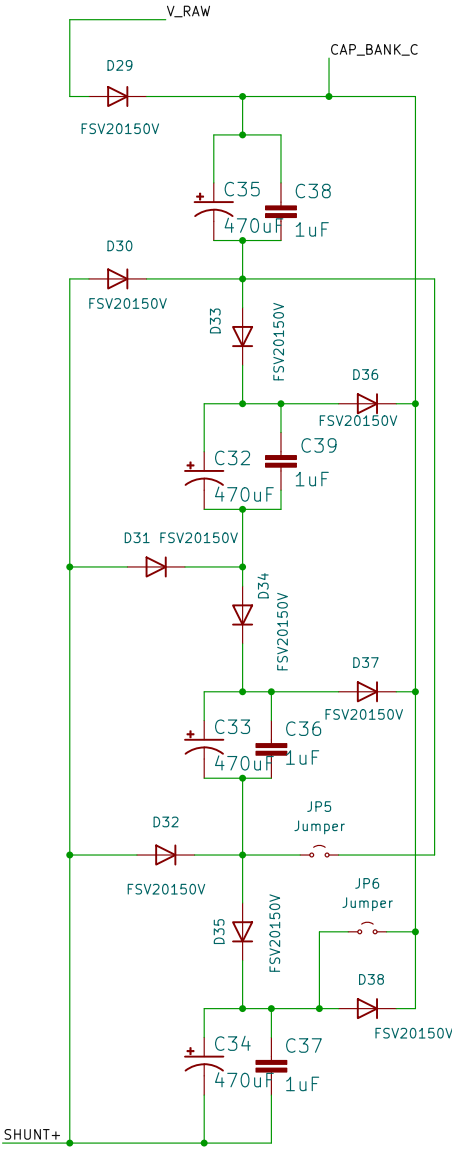 V_RAW
CAP_BANK_C
D29
FSV20150V
+
C35
C38
470uF
1uF
D30
FSV20150V
D33
FSV20150V
D36
FSV20150V
C32
C39
+
470uF
1uF
D31 FSV20150V
D34
FSV20150V
D37
FSV20150V
+
C33
C36
470uF
1uF
JP5
Jumper
D32
FSV20150V
JP6
Jumper
D35
FSV20150V
D38
FSV20150V
+
C34
C37
470uF
1uF
SHUNT+